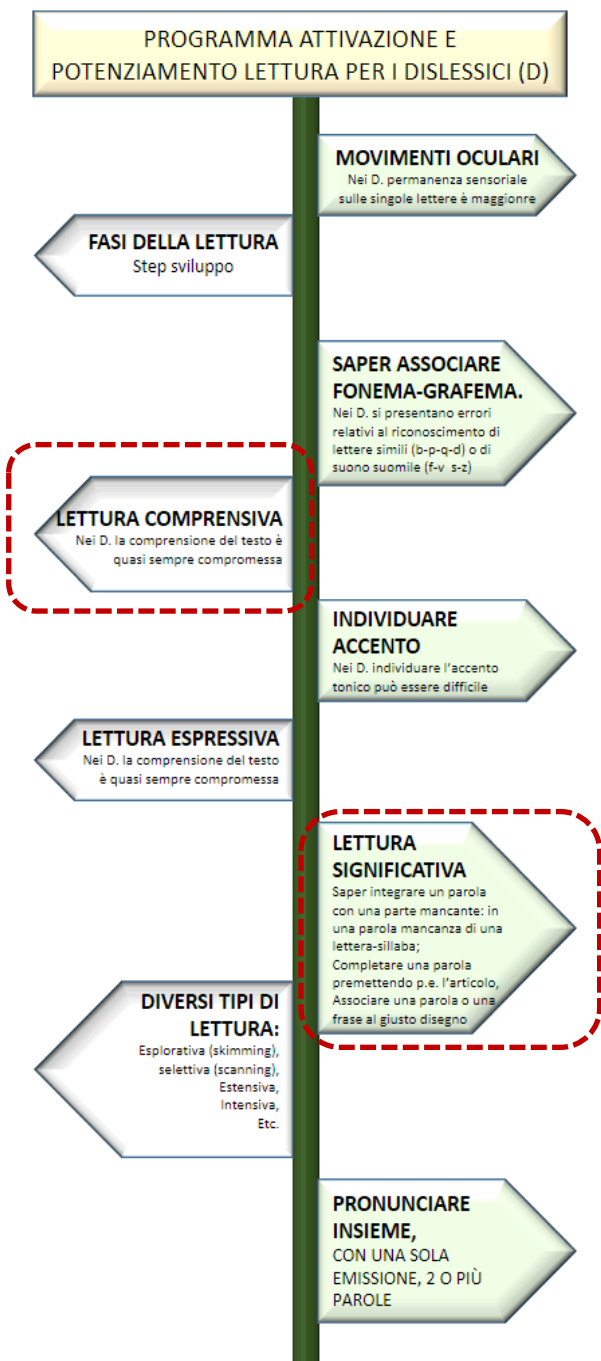 PROGRAMMA ATTIVAZIONE E
POTENZIAMENTO LETTURA PER I DISLESSICI (D)
MOVIMENTI OCULARI
Nei D. permanenza sensoriale
sulle singole lettere è maggionre
FASI DELLA LETTURA
Step sviluppo
SAPER ASSOCIARE
FONEMA-GRAFEMA.
Nei D. si presentano errori
relativi al riconoscimento di
lettere simili (b-p-q-d) o di
suono suomile (f-v s-z)
LETTURA COMPRENSIVA
Nei D. la comprensione del testo è
quasi sempre compromessa
INDIVIDUARE
ACCENTO
Nei D. individuare l'accento
tonico può essere difficile
LETTURA ESPRESSIVA
Nei D. la comprensione del testo
è quasi sempre compromessa
LETTURA
SIGNIFICATIVA
Saper integrare un parola
con una parte mancante: in
una parola mancanza di una
lettera-sillaba;
Completare una parola
premettendo p.e. l'articolo,
Associare una parola o una
frase al giusto disegno
DIVERSI TIPI DI
LETTURA:
Esplorativa (skimming),
selettiva (scanning),
Estensiva,
Intensiva,
Etc.
PRONUNCIARE
INSIEME,
CON UNA SOLA
EMISSIONE, 2 O PIÙ
PAROLE